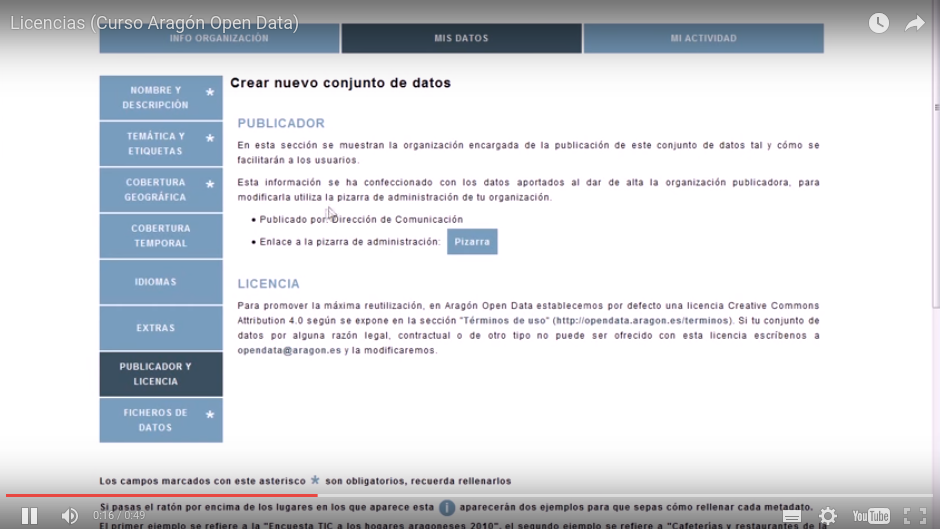 Licencias (Curso Aragón Open Data)
INFO ORGANIZACIÓN
MIS DATOS
MI ACTIVIDAD
NOMBRE Y
DESCRIPCIÓN *
TEMÁTICA Y
ETIQUETAS *
COBERTURA
GEOGRÁFICA *
COBERTURA
TEMPORAL
IDIOMAS
EXTRAS
PUBLICADOR Y
LICENCIA
FICHEROS DE
DATOS *
Crear nuevo conjunto de datos
PUBLICADOR
En esta sección se muestran la organización encargada de la publicación de este conjunto de datos tal y cómo se
facilitarán a los usuarios.
Esta información se ha confeccionado con los datos aportados al dar de alta la organización publicadora, para
modificarla utiliza la pizarra de administración de tu organización.
• Publicado por: Dirección de Comunicación
• Enlace a la pizarra de administración: Pizarra
LICENCIA
Para promover la máxima reutilización, en Aragón Open Data establecemos por defecto una licencia Creative Commons
Attribution 4.0 según se expone en la sección "Términos de uso" (http://opendata.aragon.es/terminos). Si tu conjunto de
datos por alguna razón legal, contractual o de otro tipo no puede ser ofrecido con esta licencia escríbenos a
opendata@aragon.es y la modificaremos.
Los campos marcados con este asterisco * son obligatorios, recuerda rellenarlos
Si pasas el ratón por encima de los lugares en los que aparece esta i aparecerán dos ejemplos para que sepas cómo rellenar cada metadato.
El primer ejemplo se refiere a la "Encuesta TIC a los hogares aragoneses 2010", el segundo ejemplo se refiere a "Cafeterías y restaurantes de la
0:16 / 0:49
YouTube